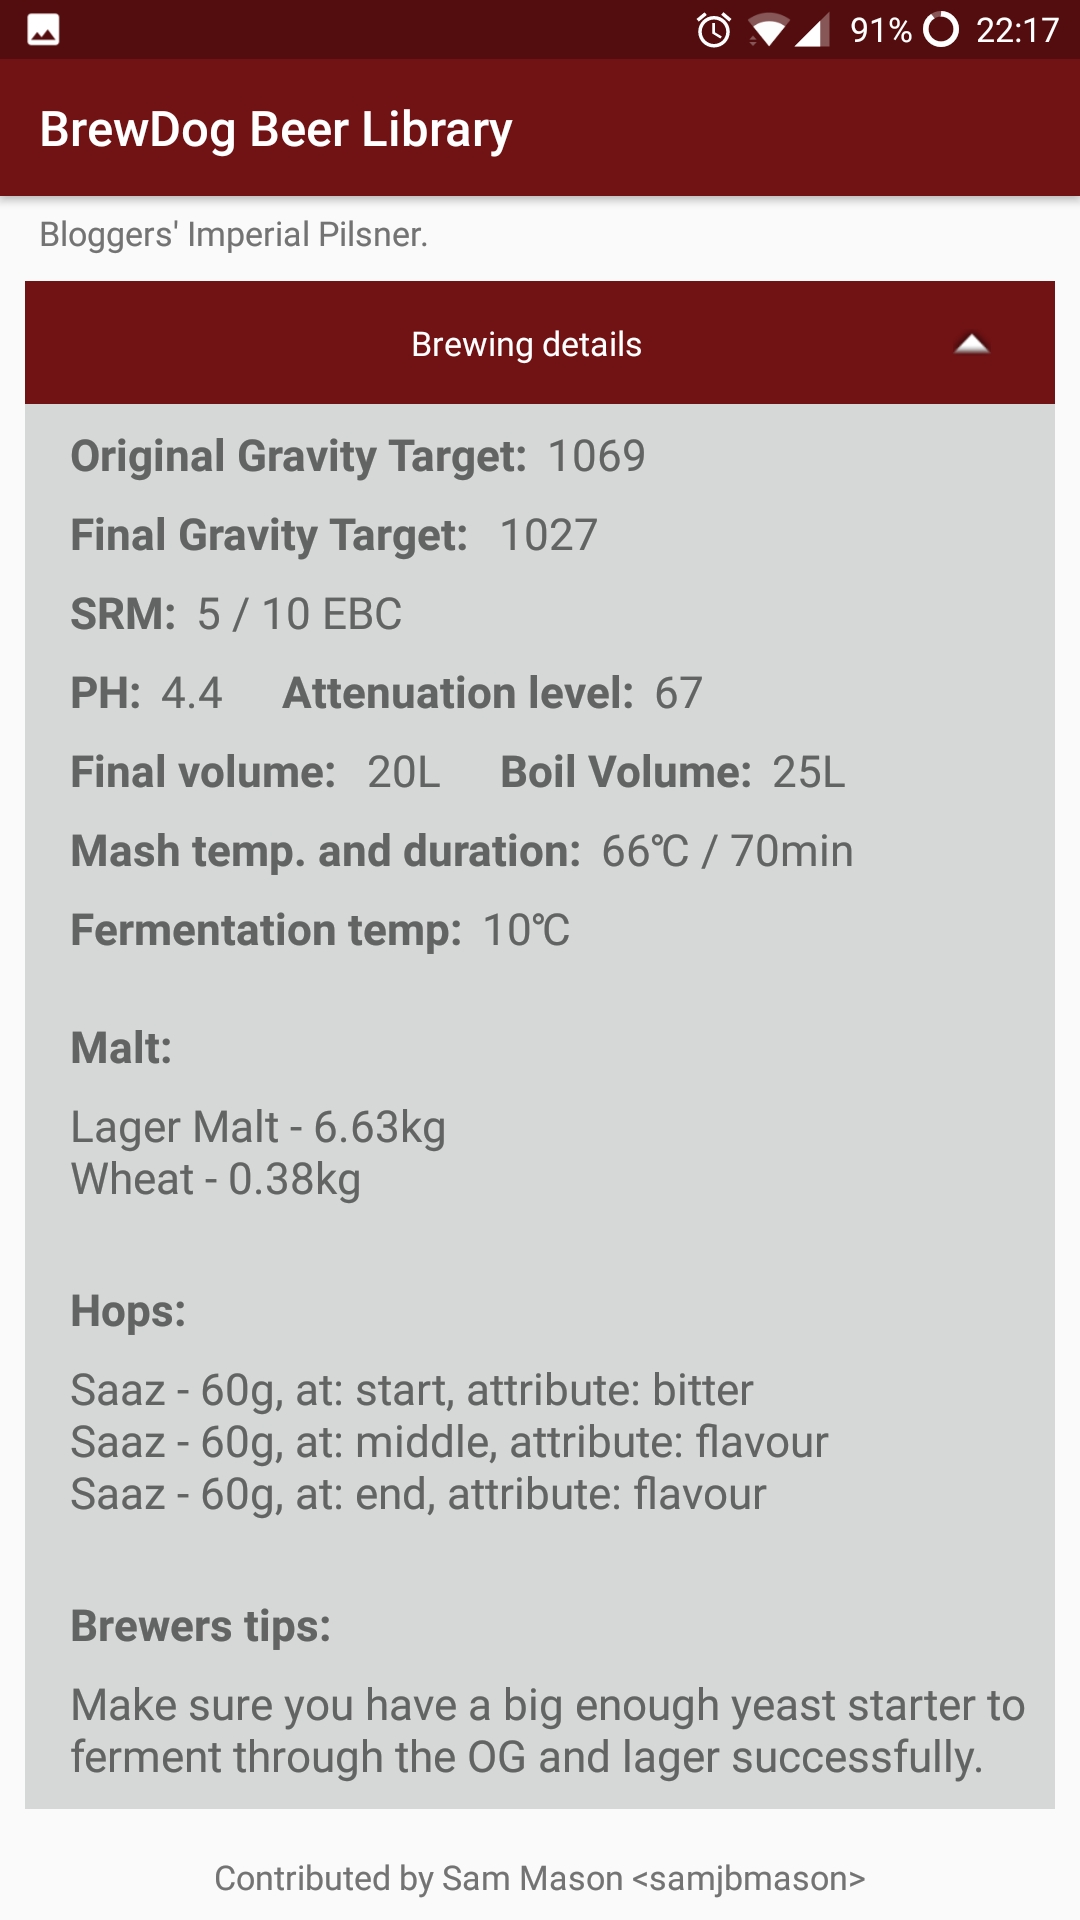 91% 22:17
BrewDog Beer Library
Bloggers' Imperial Pilsner.
Brewing details
Original Gravity Target: 1069
Final Gravity Target: 1027
SRM: 5 / 10 EBC
PH: 4.4 Attenuation level: 67
Final volume: 20L Boil Volume: 25L
Mash temp. and duration: 66℃ / 70min
Fermentation temp: 10℃
Malt:
Lager Malt - 6.63kg
Wheat - 0.38kg
Hops:
Saaz - 60g, at: start, attribute: bitter
Saaz - 60g, at: middle, attribute: flavour
Saaz - 60g, at: end, attribute: flavour
Brewers tips:
Make sure you have a big enough yeast starter to
ferment through the OG and lager successfully.
Contributed by Sam Mason <samjbmason>